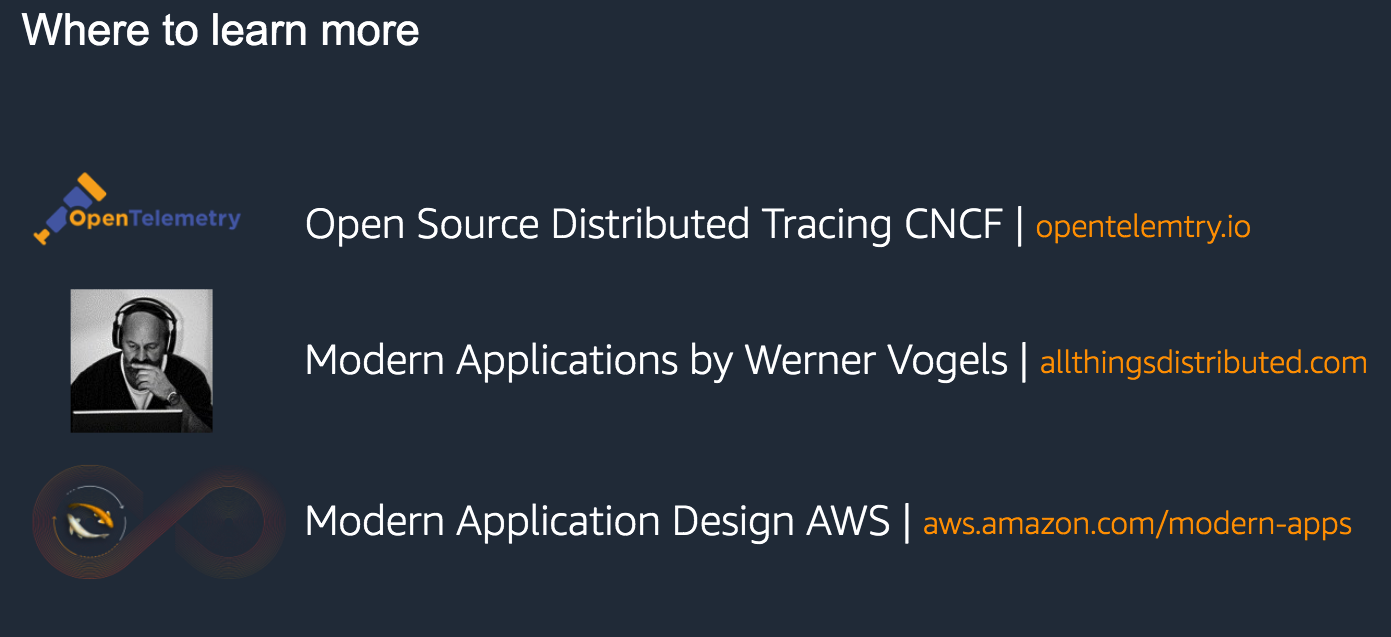 Where to learn more
OpenTelemetry
Open Source Distributed Tracing CNCF | opentelemtry.io
Modern Applications by Werner Vogels | allthingsdistributed.com
Modern Application Design AWS | aws.amazon.com/modern-apps